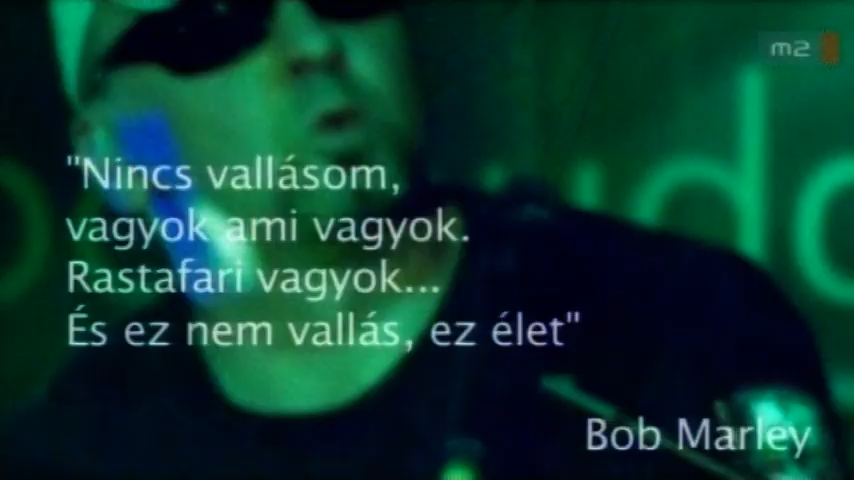 m2
"Nincs vallásom,
vagyok ami vagyok.
Rastafari vagyok...
És ez nem vallás, ez élet"
Bob Marley